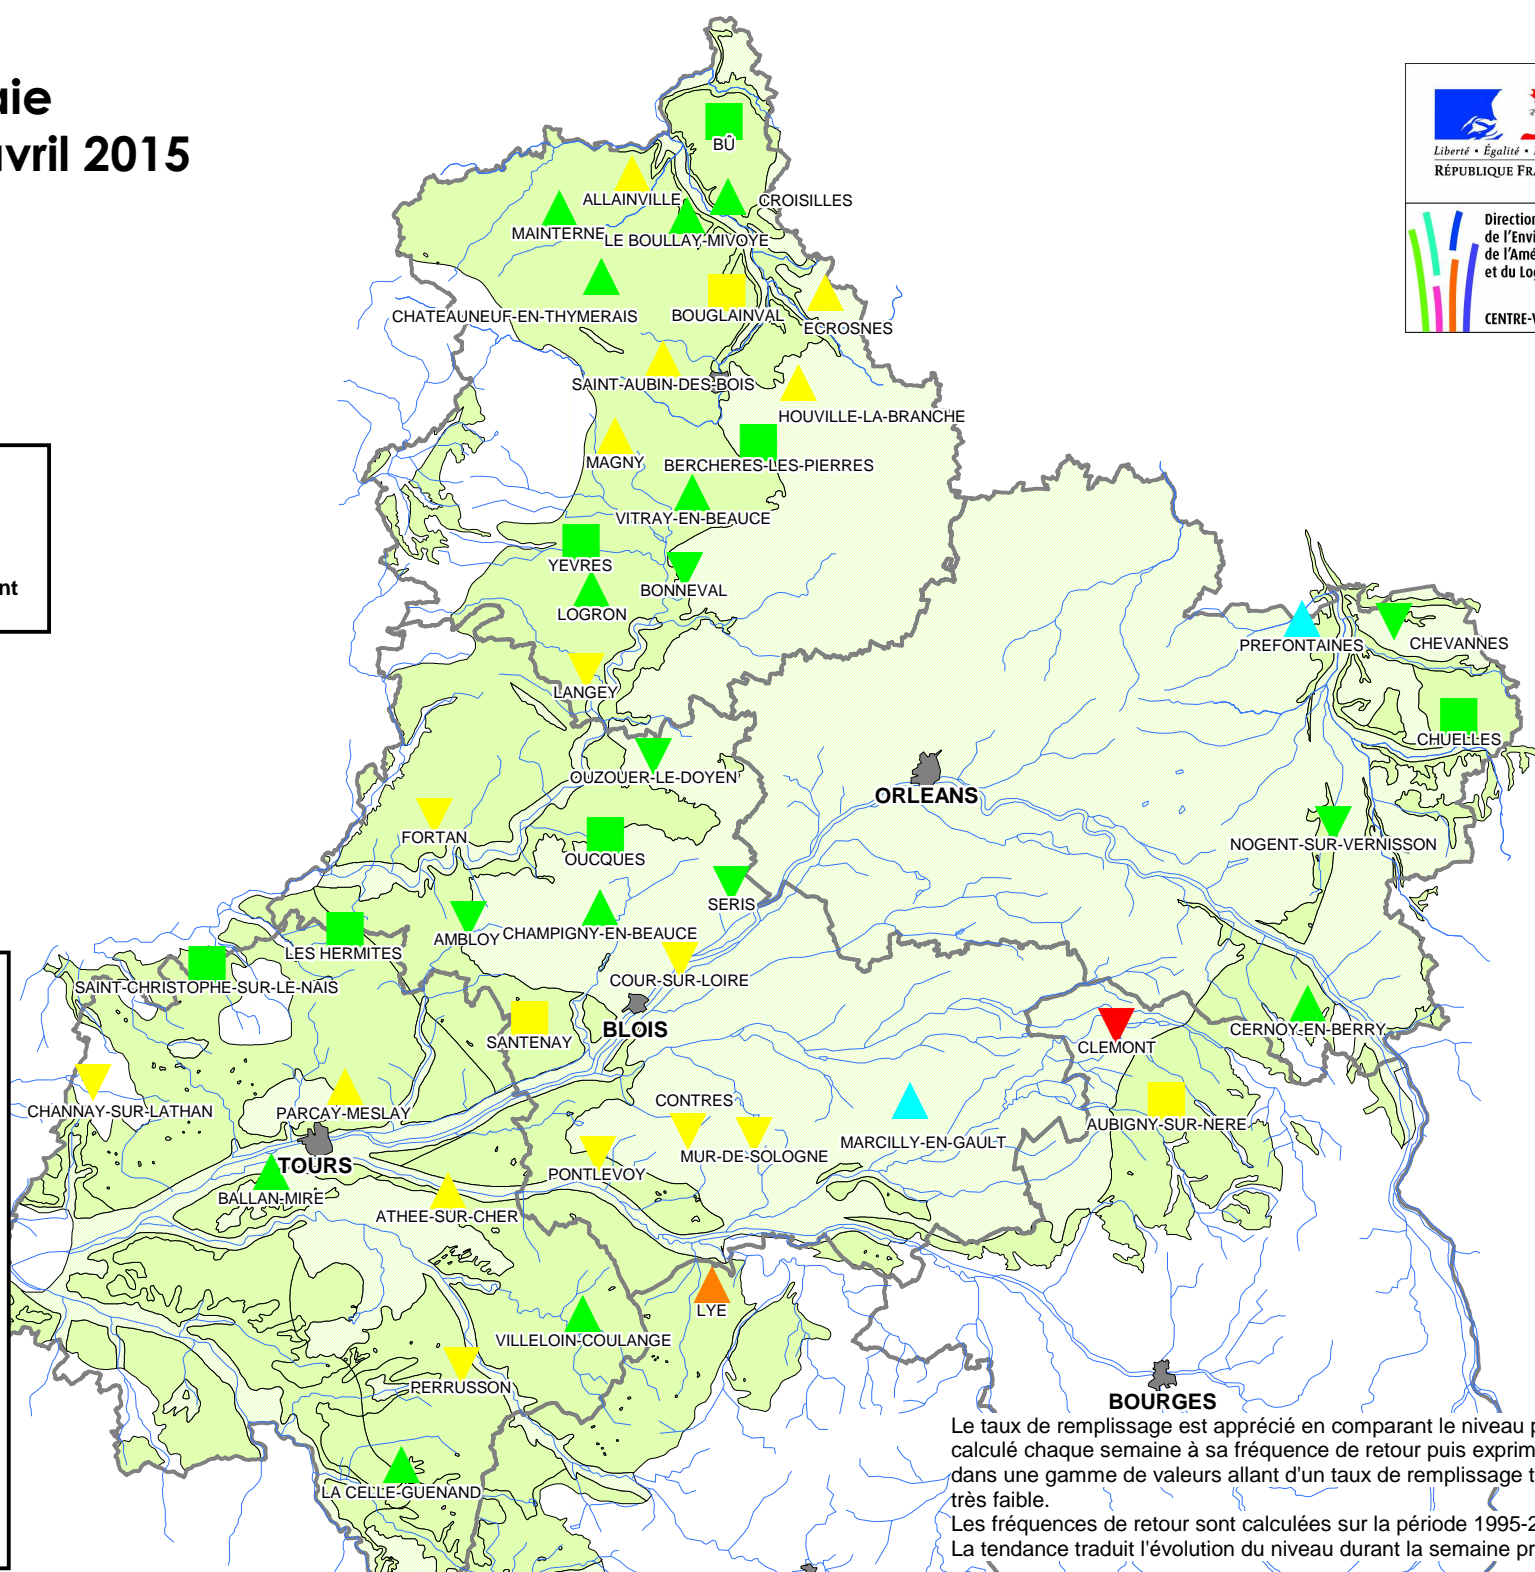 aie
avril 2015
Liberté • Égalité •
RÉPUBLIQUE FRA
Direction
de l'Envi
de l'Amé
et du Log
CENTRE-V
nt
BÛ
ALLAINVILLE
CROISILLES
MAINTERNE
LE BOULLAY-MIVOYE
CHATEAUNEUF-EN-THYMERAIS
BOUGLAINVAL
ECROSNES
SAINT-AUBIN-DES-BOIS
HOUVILLE-LA-BRANCHE
MAGNY
BERCHERES-LES-PIERRES
VITRAY-EN-BEAUCE
YEVRES
BONNEVAL
LOGRON
PREFONTAINES
CHEVANNES
LANGEY
CHUELLES
OUZOUER-LE-DOYEN
ORLEANS
FORTAN
OUCQUES
NOGENT-SUR-VERNISSON
SERIS
AMBLOY
CHAMPIGNY-EN-BEAUCE
LES HERMITES
COUR-SUR-LOIRE
SAINT-CHRISTOPHE-SUR-LE-NAIS
BLOIS
CERNOY-EN-BERRY
SANTENAY
CLEMONT
CHANNAY-SUR-LATHAN
PARCAY-MESLAY
CONTRES
AUBIGNY-SUR-NERE
MARCILLY-EN-GAULT
MUR-DE-SOLOGNE
TOURS
PONTLEVOY
BALLAN-MIRE
ATHEE-SUR-CHER
LYE
VILLELOIN-COULANGE
PERRUSSON
BOURGES
LA CELLE-GUENAND
Le taux de remplissage est apprécié en comparant le niveau p
calculé chaque semaine à sa fréquence de retour puis exprim
dans une gamme de valeurs allant d'un taux de remplissage t
très faible.
Les fréquences de retour sont calculées sur la période 1995-2
La tendance traduit l'évolution du niveau durant la semaine pr